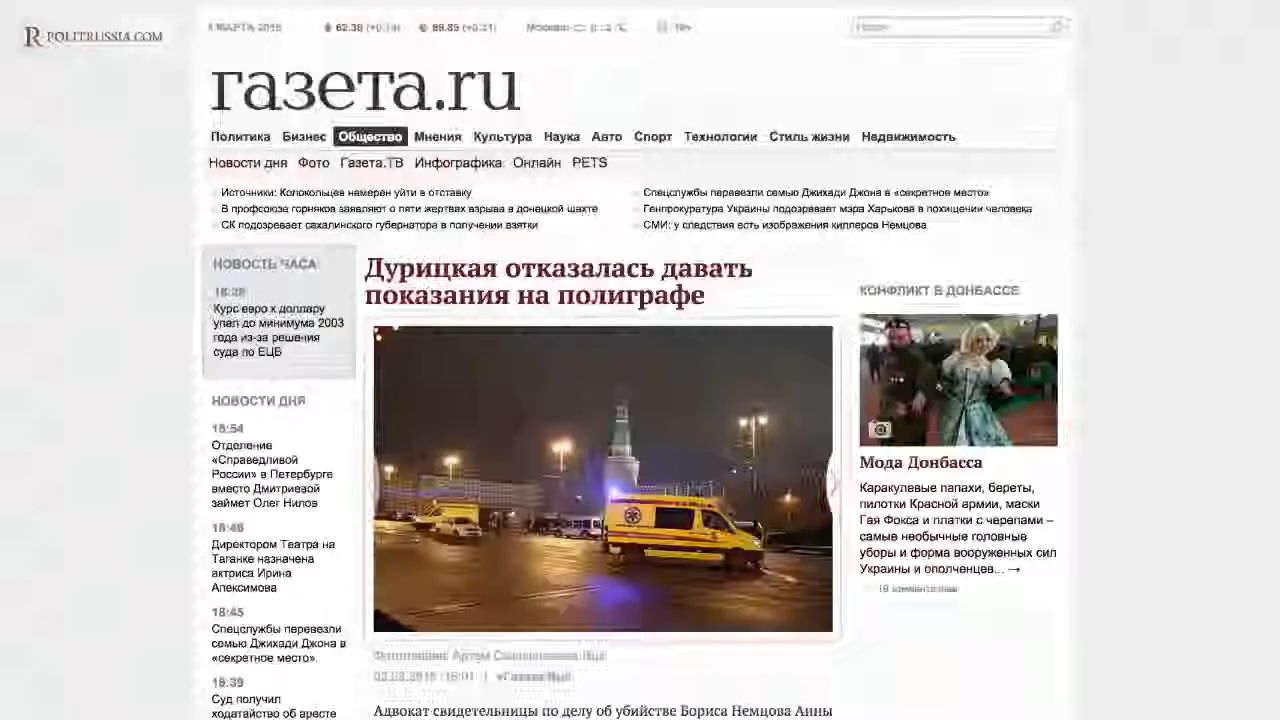 POLITRUSSIA.COM
62.38
газета.ru
Политика Бизнес Общество Мнения Культура Наука Авто Спорт Технологии Стиль жизни Недвижимость
Новости дня Фото Газета.ТВ Инфографика Онлайн PETS
Источники: Колокольцев намерен уйти в отставку
В профсоюзе горняков заявляют о пяти жертвах взрыва в донецкой шахте
СК подозревает сахалинского губернатора в получении взятки
Спецслужбы перевезли семью Джихади Джона в «секретное место»
Генпрокуратура Украины подозревает мэра Харькова в похищении человека
СМИ: у следствия есть изображения киллеров Немцова
НОВОСТЬ ЧАСА
Курс евро к доллару
упал до минимума 2003
года из-за решения
суда по ЕЦБ
НОВОСТИ ДНЯ
18:54
Отделение
«Справедливой
России» в Петербурге
вместо Дмитриевой
займет Олег Нилов
Директором Театра на
Таганке назначена
актриса Ирина
Апексимова
18:45
Спецслужбы перевезли
семью Джихади Джона в
«секретное место»
18:39
Суд получил
ходатайство об аресте
Дурицкая отказалась давать
показания на полиграфе
Адвокат свидетельницы по делу об убийстве Бориса Немцова Анны
КОНФЛИКТ В ДОНБАССЕ
Мода Донбасса
Каракулевые папахи, береты,
пилотки Красной армии, маски
Гая Фокса и платки с черепами –
самые необычные головные
уборы и форма вооруженных сил
Украины и ополченцев... →